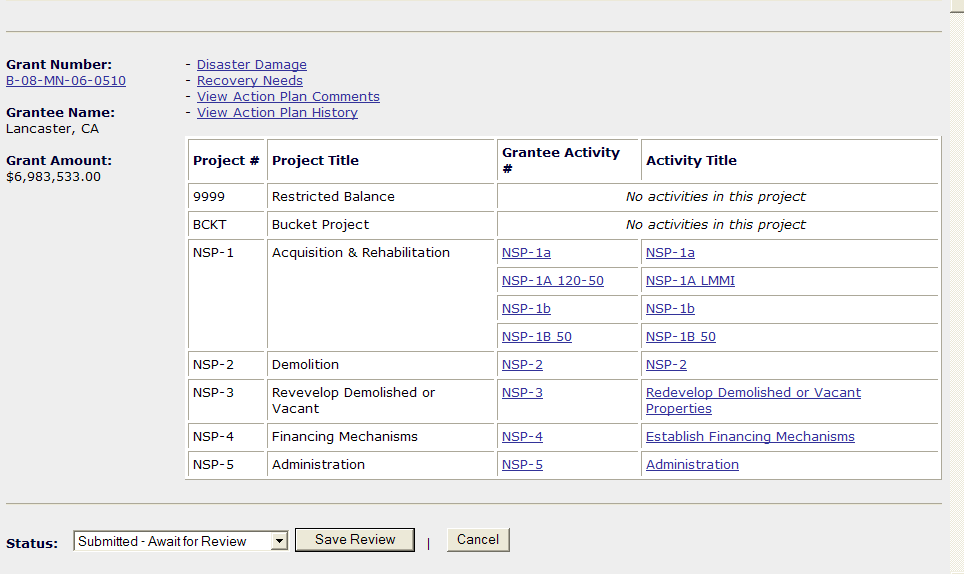 Grant Number:
B-08-MN-06-0510
Grantee Name:
Lancaster, CA
Grant Amount:
$6,983,533.00
- Disaster Damage
- Recovery Needs
- View Action Plan Comments
- View Action Plan History
Project # Project Title Grantee Activity # Activity Title
9999 Restricted Balance No activities in this project
BCKT Bucket Project No activities in this project
NSP-1 Acquisition & Rehabilitation NSP-1a NSP-1a
NSP-1A 120-50 NSP-1A LMMI
NSP-1b NSP-1b
NSP-1B 50 NSP-1B 50
NSP-2 Demolition NSP-2 NSP-2
NSP-3 Revevelop Demolished or Vacant NSP-3 Redevelop Demolished or Vacant Properties
NSP-4 Financing Mechanisms NSP-4 Establish Financing Mechanisms
NSP-5 Administration NSP-5 Administration
Status: Submitted - Await for Review Save Review | Cancel